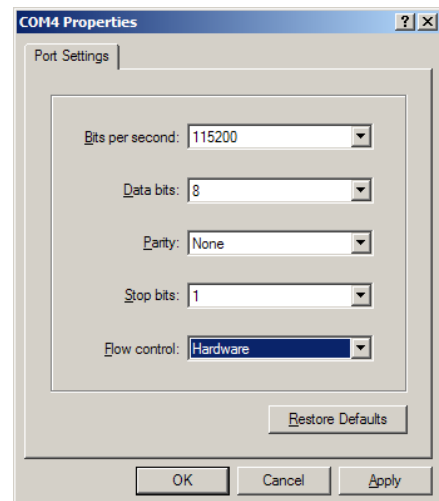 COM4 Properties
Port Settings
Bits per second: 115200
Data bits: 8
Parity: None
Stop bits: 1
Flow control: Hardware
Restore Defaults
OK Cancel Apply